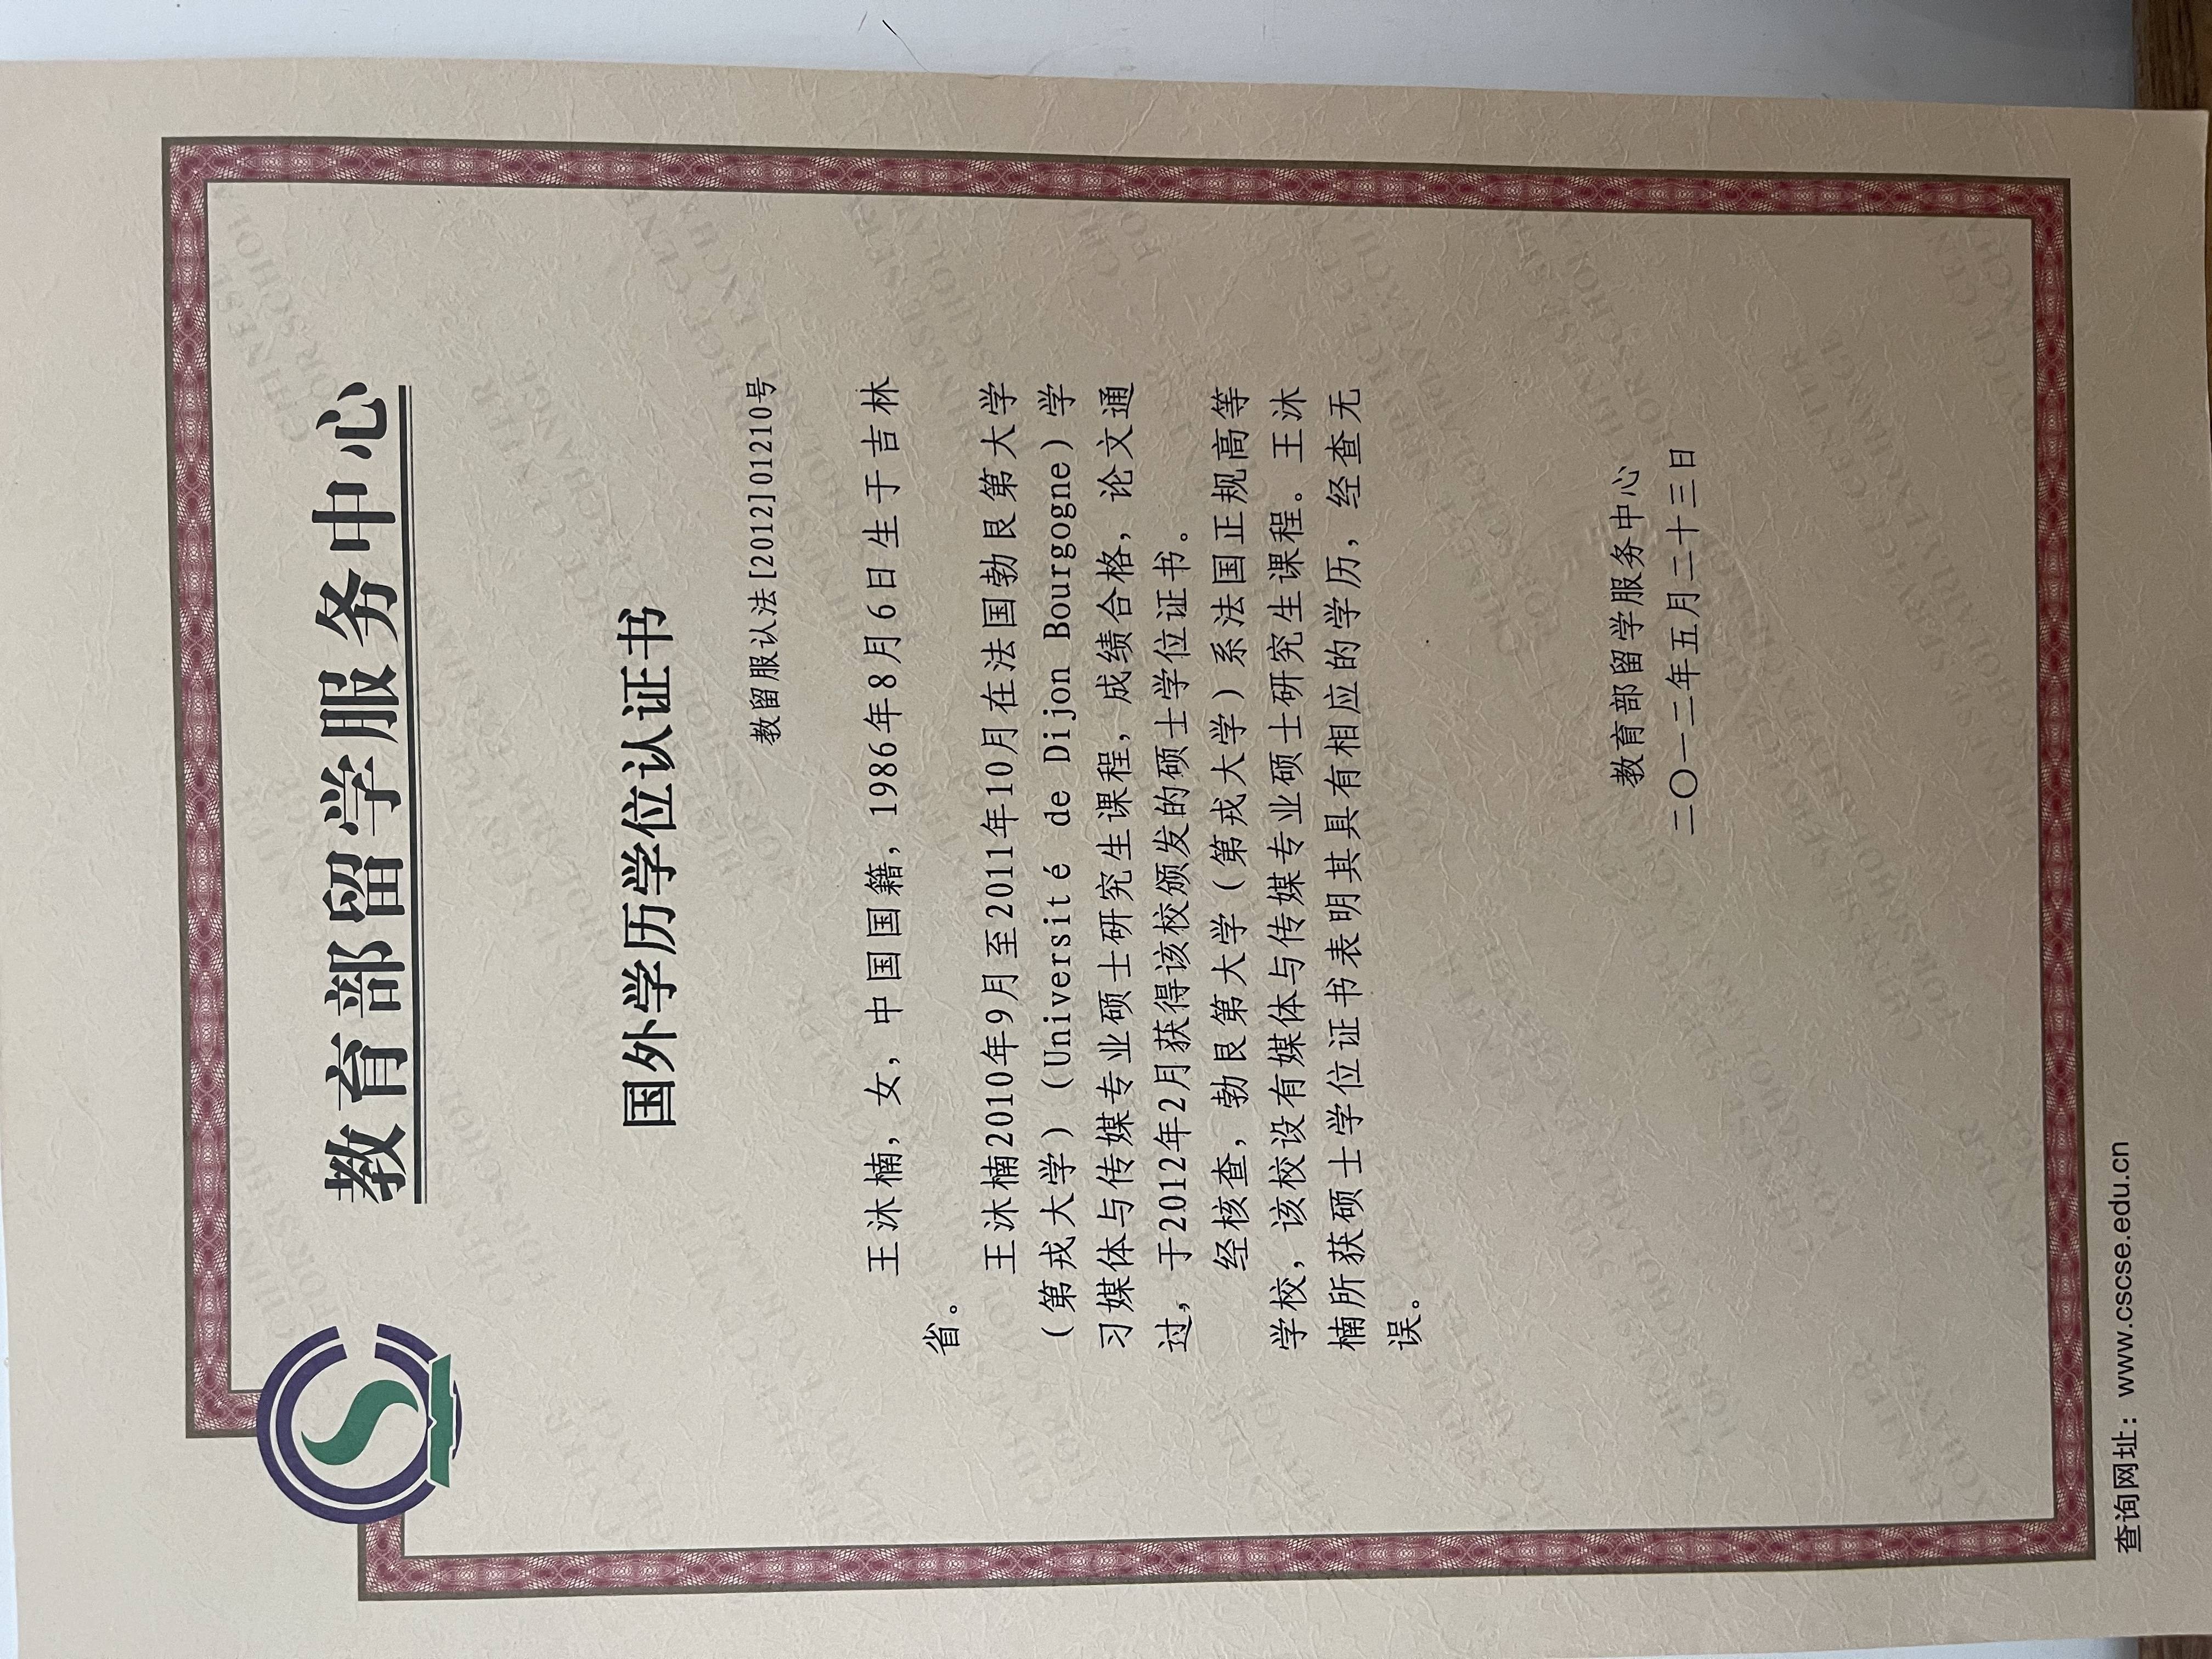 教育部留学服务中心
国外学历学位认证书
教留服认法[2012]01210号
王沐楠，女，中国国籍，1986年8月6日生于吉林
省。
王沐楠2010年9月至2011年10月在法国勃艮第大学
（第戎大学）（Université de Dijon Bourgogne）学
习媒体与传媒专业硕士研究生课程，成绩合格，论文通
过，于2012年2月获得该校颁发的硕士学位证书。
经核查，勃艮第大学（第戎大学）系法国正规高等
学校，该校设有媒体与传媒专业硕士研究生课程。王沐
楠所获硕士学位证书表明其具有相应的学历，经查无
误。
教育部留学服务中心
二〇一二年五月二十三日
查询网址：www.cscse.edu.cn